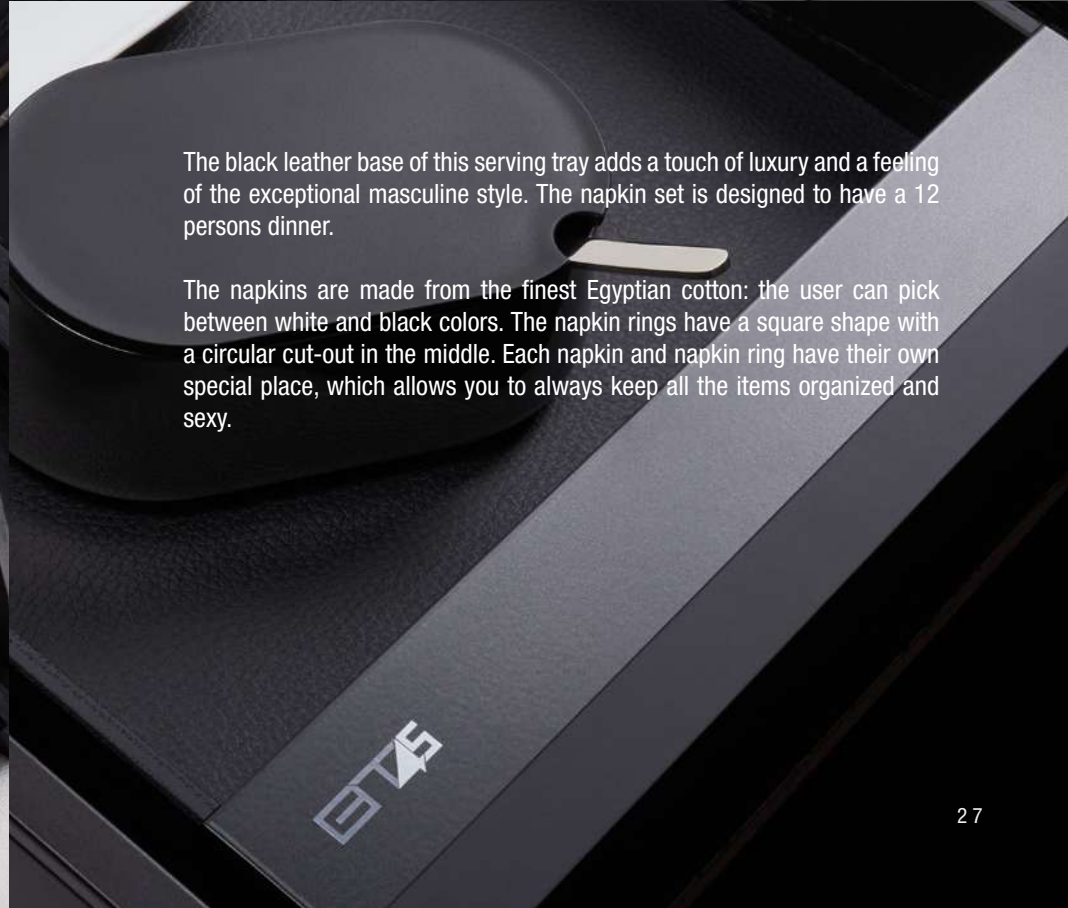 The black leather base of this serving tray adds a touch of luxury and a feeling
of the exceptional masculine style. The napkin set is designed to have a 12
persons dinner.
The napkins are made from the finest Egyptian cotton: the user can pick
between white and black colors. The napkin rings have a square shape with
a circular cut-out in the middle. Each napkin and napkin ring have their own
special place, which allows you to always keep all the items organized and
sexy.
27